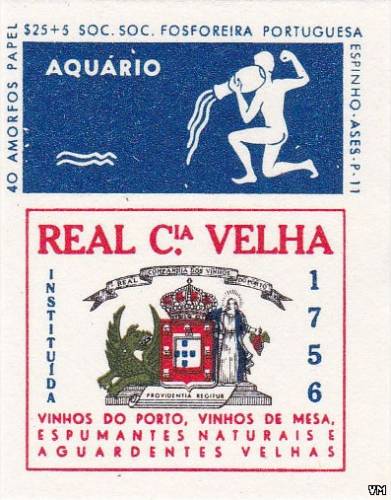 40 AMORFOS PAPEL
$25+5 SOC. SOC. FOSFOREIRA PORTUGUESA
ESPINHO·ASES·P·11
AQUÁRIO
REAL C.IA VELHA
INSTITUÍDA
REAL COMPANHIA DOS VINHOS DO PORTO
1756
PROVIDENTIA REGITUR
VINHOS DO PORTO, VINHOS DE MESA,
ESPUMANTES NATURAIS E
AGUARDENTES VELHAS
VM